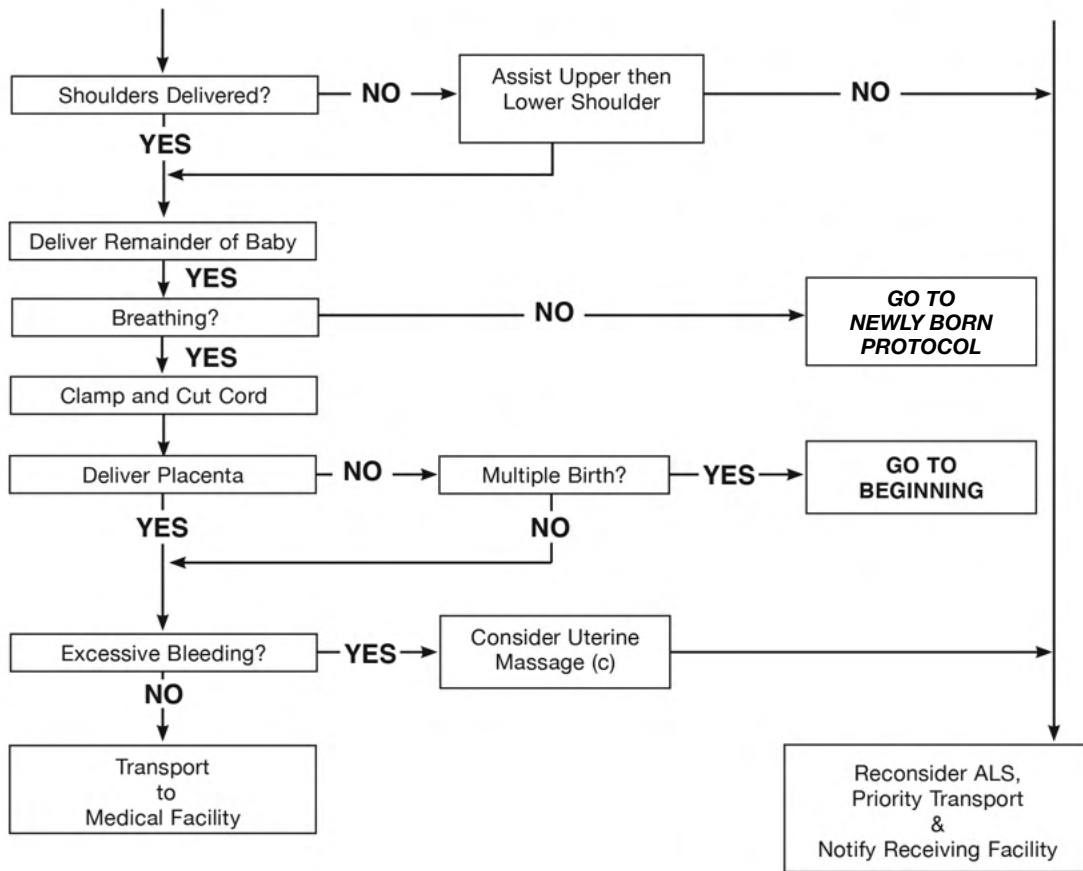 Shoulders Delivered?
NO
Assist Upper then
Lower Shoulder
NO
YES
Deliver Remainder of Baby
YES
Breathing?
NO
GO TO
NEWLY BORN
PROTOCOL
YES
Clamp and Cut Cord
Deliver Placenta
NO
Multiple Birth?
YES
GO TO
BEGINNING
YES
NO
Excessive Bleeding?
YES
Consider Uterine
Massage (c)
NO
Transport
to
Medical Facility
Reconsider ALS,
Priority Transport
&
Notify Receiving Facility